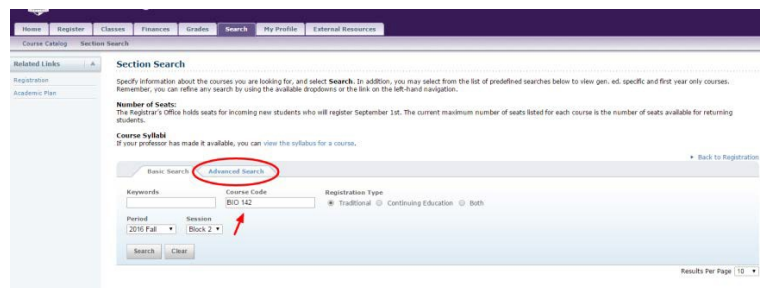 Home Register Classes Finances Grades Search My Profile External Resources
Course Catalog Section Search
Related Links
Registration
Academic Plan
Section Search
Specify information about the courses you are looking for, and select Search. In addition, you may select from the list of predefined searches below to view gen. ed. specific and first year only courses.
Remember, you can refine any search by using the available dropdowns or the link on the left-hand navigation.
Number of Seats:
The Registrar's Office holds seats for incoming new students who will register September 1st. The current maximum number of seats listed for each course is the number of seats available for returning
students.
Course Syllabi
If your professor has made it available, you can view the syllabus for a course.
Back to Registration
Basic Search Advanced Search
Keywords Course Code Registration Type
BIO 142 Traditional Continuing Education Both
Period Session
2016 Fall Block 2
Search Clear
Results Per Page 10